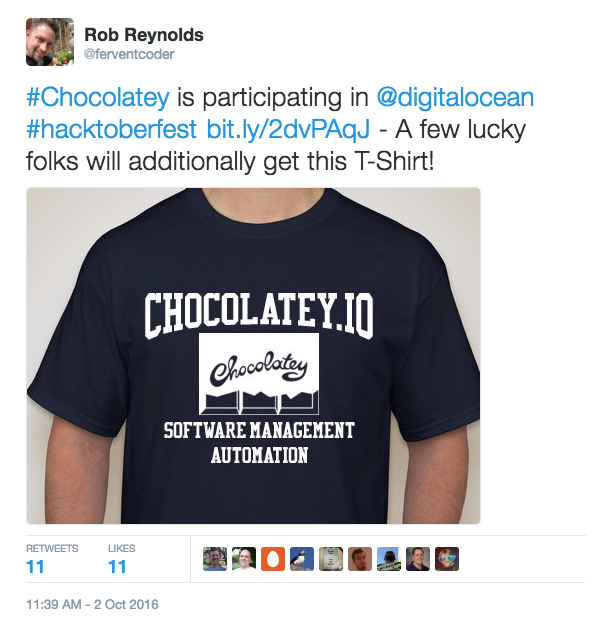 Rob Reynolds
@ferventcoder
#Chocolatey is participating in @digitalocean
#hacktoberfest bit.ly/2dvPAqJ - A few lucky
folks will additionally get this T-Shirt!
CHOCOLATEY.IO
Chocolatey
SOFTWARE MANAGEMENT
AUTOMATION
RETWEETS LIKES
11 11
11:39 AM - 2 Oct 2016